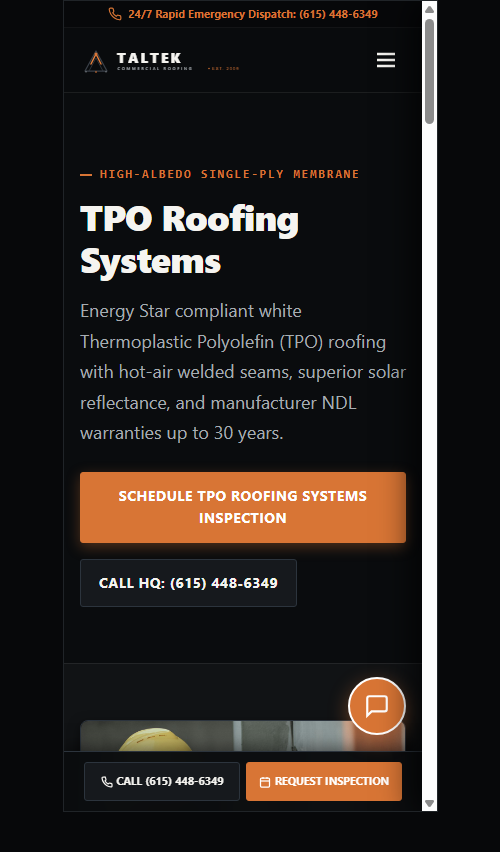 24/7 Rapid Emergency Dispatch: (615) 448-6349
TALTEK
COMMERCIAL ROOFING
EST. 2009
— HIGH-ALBEDO SINGLE-PLY MEMBRANE
TPO Roofing
Systems
Energy Star compliant white
Thermoplastic Polyolefin (TPO) roofing
with hot-air welded seams, superior solar
reflectance, and manufacturer NDL
warranties up to 30 years.
SCHEDULE TPO ROOFING SYSTEMS
INSPECTION
CALL HQ: (615) 448-6349
CALL (615) 448-6349
REQUEST INSPECTION